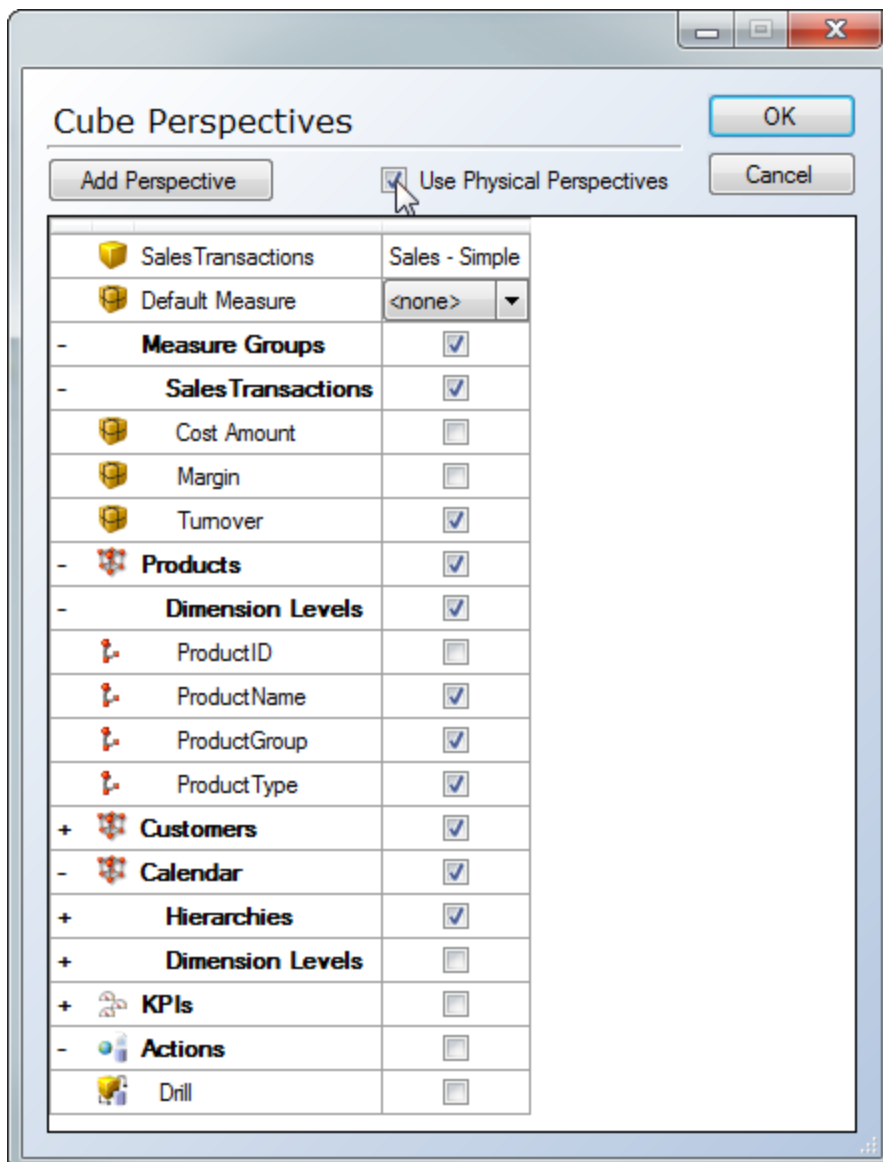 Cube Perspectives
OK
Add Perspective
Use Physical Perspectives
Cancel
SalesTransactions Sales - Simple
Default Measure <none>
- Measure Groups
- SalesTransactions
Cost Amount
Margin
Turnover
- Products
- Dimension Levels
ProductID
ProductName
ProductGroup
ProductType
+ Customers
- Calendar
+ Hierarchies
+ Dimension Levels
+ KPIs
- Actions
Drill